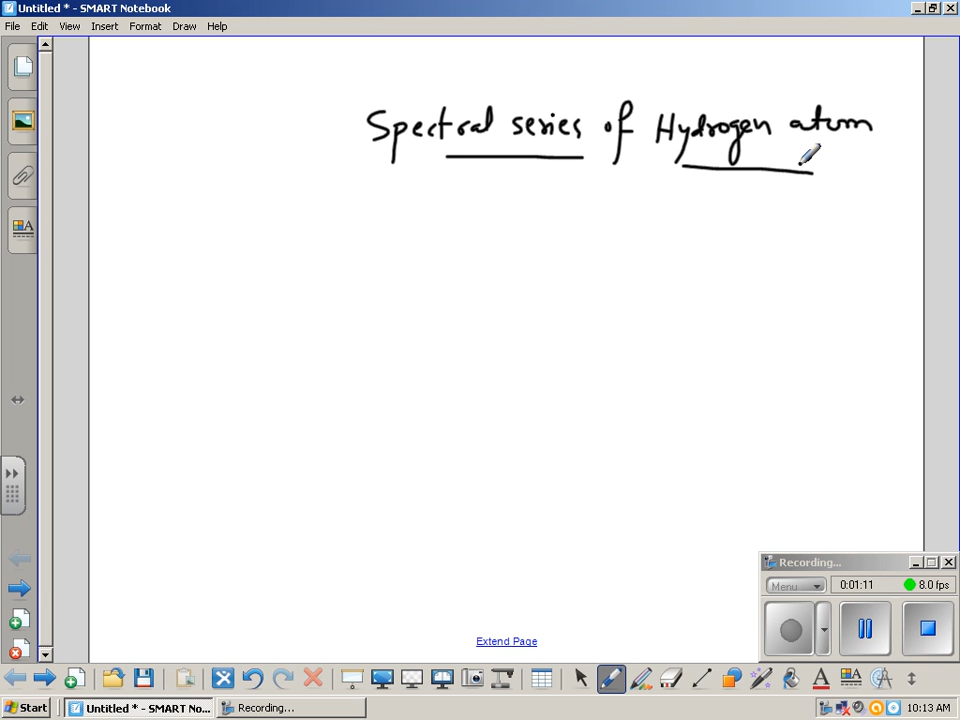 Untitled * - SMART Notebook
File Edit View Insert Format Draw Help
Spectral series of Hydrogen atom
Recording...
Menu 0:01:11 8.0 fps
Extend Page
Start Untitled * - SMART No... Recording... 10:13 AM